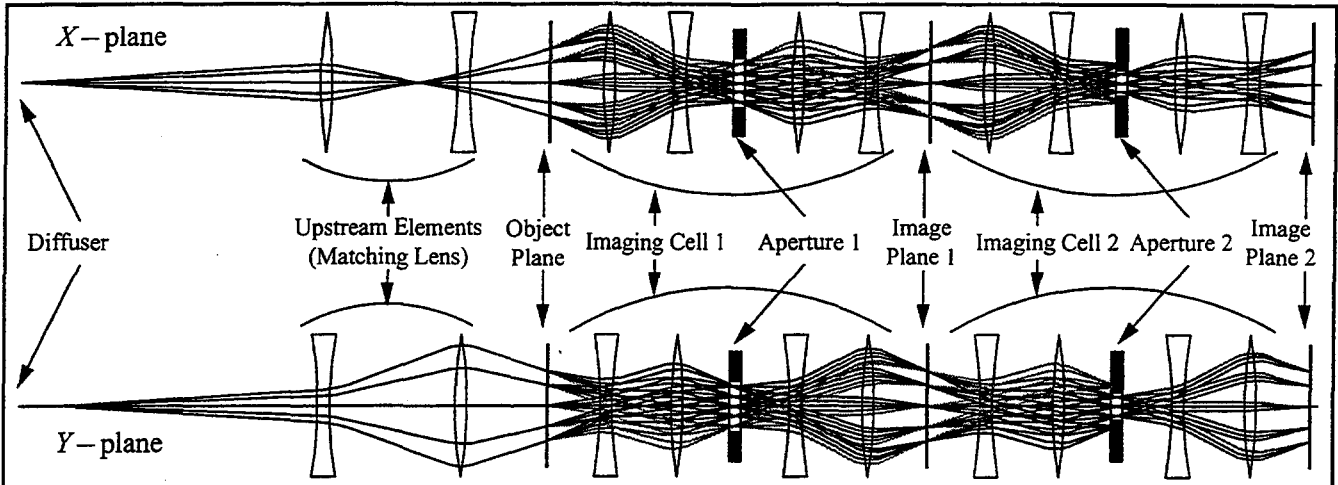 X – plane
Diffuser
Upstream Elements
(Matching Lens)
Object
Plane
Imaging Cell 1
Aperture 1
Image
Plane 1
Imaging Cell 2
Aperture 2
Image
Plane 2
Y – plane